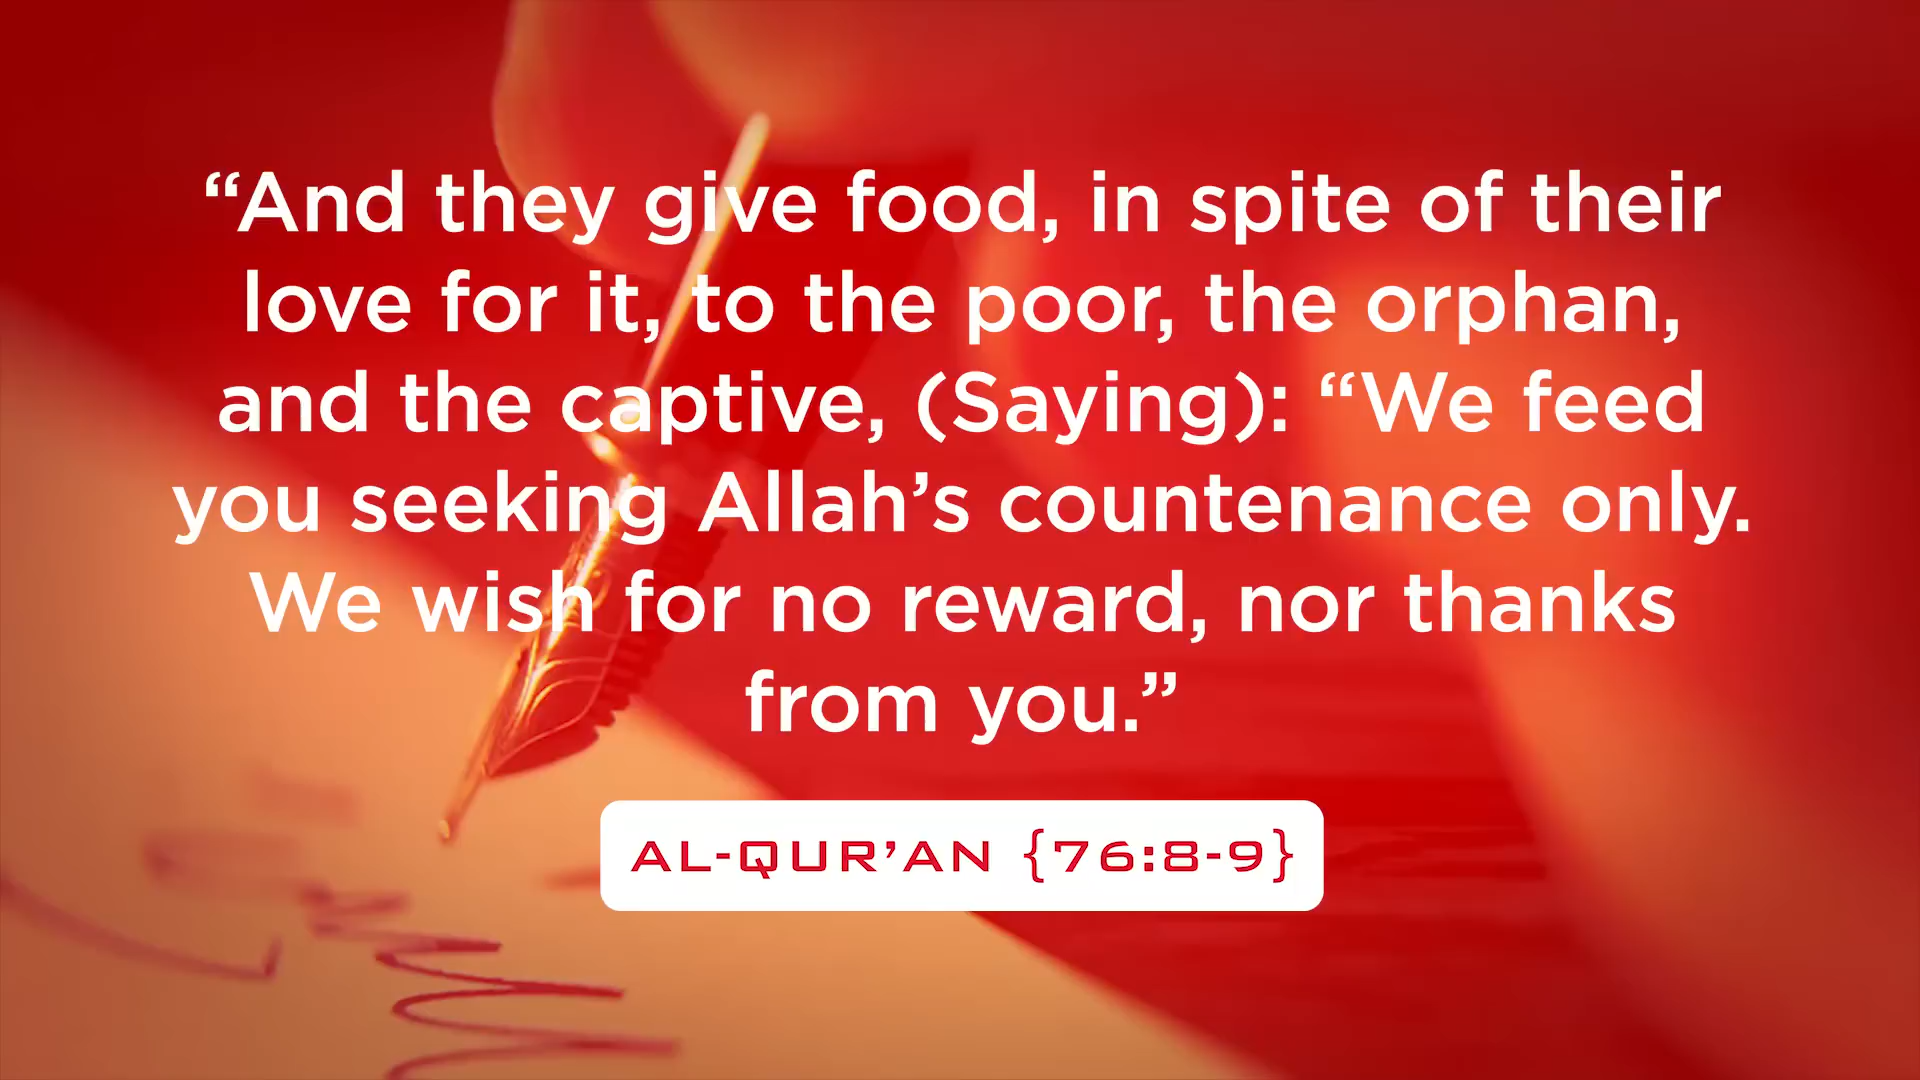 “And they give food, in spite of their
love for it, to the poor, the orphan,
and the captive, (Saying): “We feed
you seeking Allah’s countenance only.
We wish for no reward, nor thanks
from you.”
AL-QUR’AN {76:8-9}